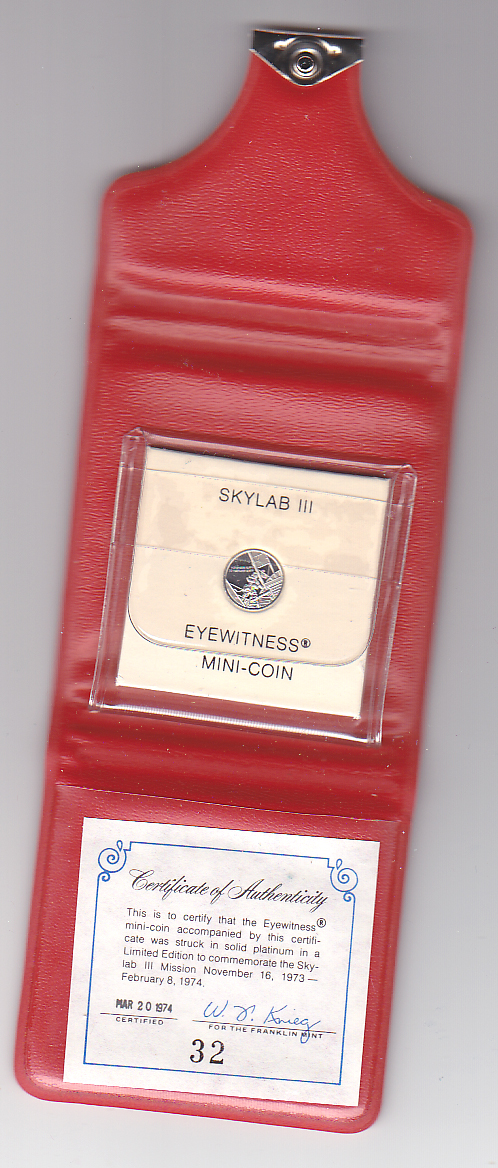 SKYLAB III
EYEWITNESS®
MINI-COIN
Certificate of Authenticity
This is to certify that the Eyewitness®
mini-coin accompanied by this certifi-
cate was struck in solid platinum in a
Limited Edition to commemorate the Sky-
lab III Mission November 16, 1973 —
February 8, 1974.
MAR 20 1974
CERTIFIED
W. N. Krieg
FOR THE FRANKLIN MINT
32